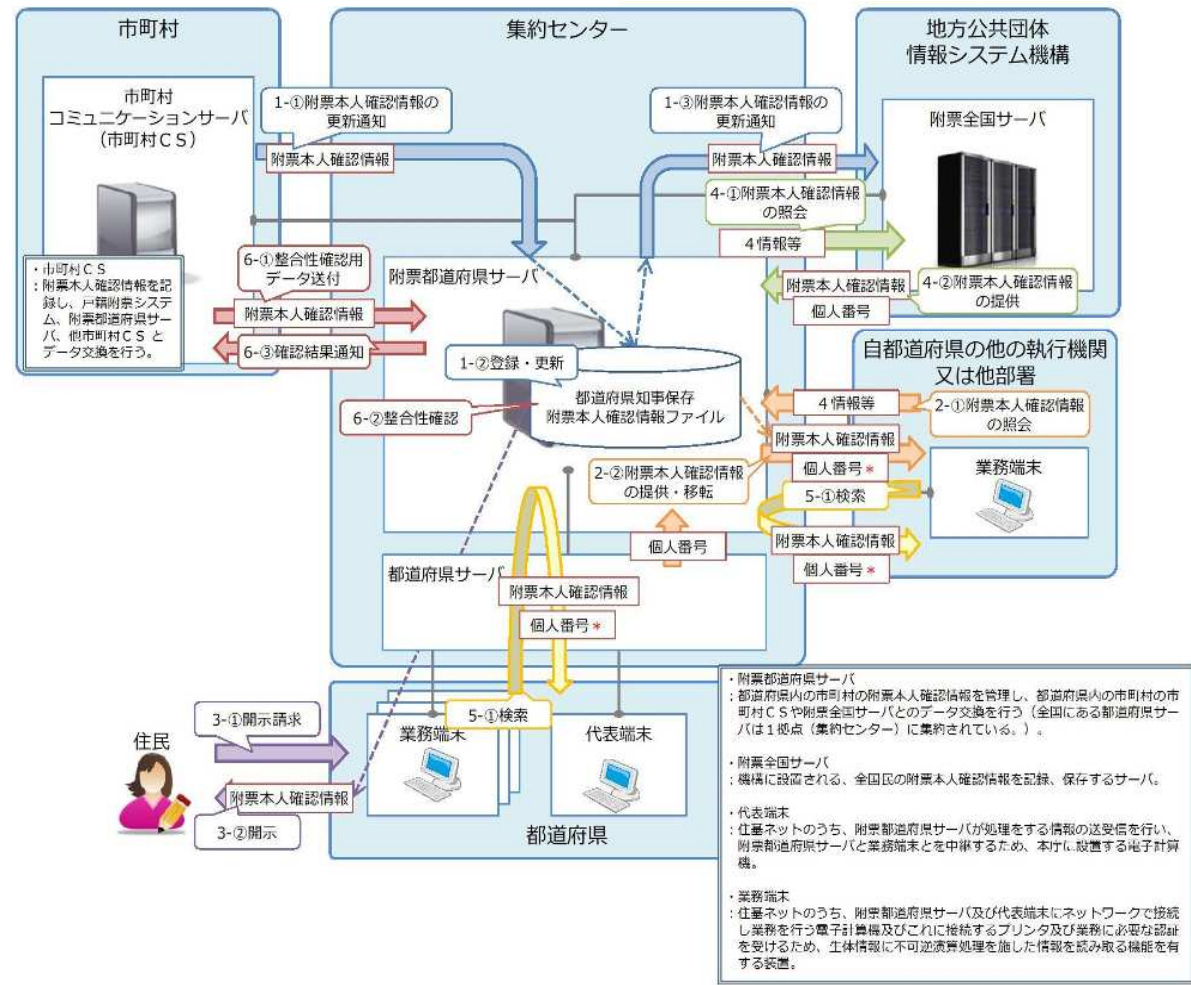 市町村
集約センター
地方公共団体
情報システム機構
市町村
コミュニケーションサーバ
(市町村CS)
1-①附票本人確認情報の
更新通知
附票本人確認情報
1-③附票本人確認情報の
更新通知
附票本人確認情報
附票全国サーバ
4-①附票本人確認情報
の照会
4情報等
附票本人確認情報
個人番号
4-②附票本人確認情報
の提供
・市町村CS
:附票本人確認情報を記
録し、戸籍附票システ
ム、附票都道府県サー
バ、他市町村CSと
データ交換を行う。
6-①整合性確認用
データ送付
附票本人確認情報
6-③確認結果通知
附票都道府県サーバ
1-②登録・更新
6-②整合性確認
都道府県知事保存
附票本人確認情報ファイル
自都道府県の他の執行機関
又は他部署
4情報等
2-①附票本人確認情報
の照会
附票本人確認情報
個人番号*
2-②附票本人確認情報
の提供・移転
業務端末
5-①検索
附票本人確認情報
個人番号*
個人番号
都道府県サーバ
附票本人確認情報
個人番号*
5-①検索
業務端末
代表端末
都道府県
住民
3-①開示請求
附票本人確認情報
3-②開示
・附票都道府県サーバ
:都道府県内の市町村の附票本人確認情報を管理し、都道府県内の市町村の市
町村CSや附票全国サーバとのデータ交換を行う(全国にある都道府県サー
バは1拠点(集約センター)に集約されている。)。
・附票全国サーバ
:機構に設置される、全国民の附票本人確認情報を記録、保存するサーバ。
・代表端末
:住基ネットのうち、附票都道府県サーバが処理をする情報の送受信を行い、
附票都道府県サーバと業務端末とを中継するため、本庁に設置する電子計算
機。
・業務端末
:住基ネットのうち、附票都道府県サーバ及び代表端末にネットワークで接続
し業務を行う電子計算機及びこれに接続するプリンタ及び業務に必要な認証
を受けるため、生体情報に不可逆演算処理を施した情報を読み取る機能を有
する装置。